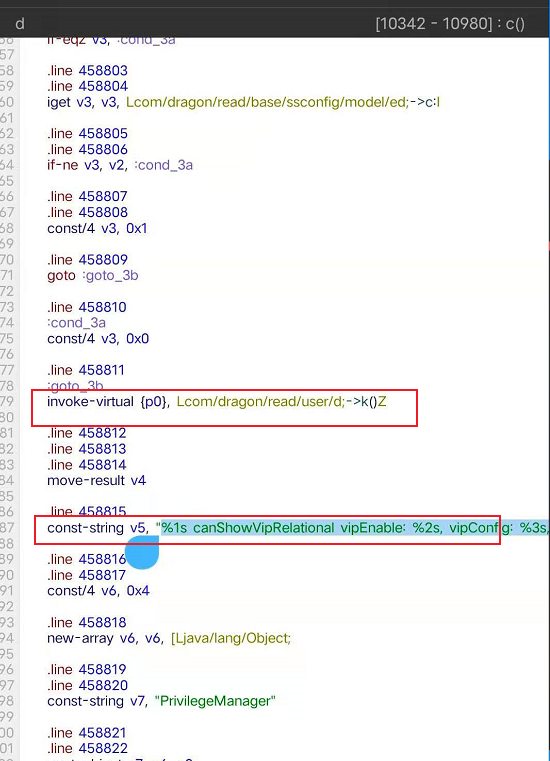 d [10342 - 10980] : c()
56 if-eqz v3, :cond_3a
57
58 .line 458803
59 .line 458804
60 iget v3, v3, Lcom/dragon/read/base/ssconfig/model/ed;->c:I
61
62 .line 458805
63 .line 458806
64 if-ne v3, v2, :cond_3a
65
66 .line 458807
67 .line 458808
68 const/4 v3, 0x1
69
70 .line 458809
71 goto :goto_3b
72
73 .line 458810
74 :cond_3a
75 const/4 v3, 0x0
76
77 .line 458811
78 :goto_3b
79 invoke-virtual {p0}, Lcom/dragon/read/user/d;->k()Z
80
81 .line 458812
82 .line 458813
83 .line 458814
84 move-result v4
85
86 .line 458815
87 const-string v5, "%1s canShowVipRelational vipEnable: %2s, vipConfig: %3s,
88
89 .line 458816
90 .line 458817
91 const/4 v6, 0x4
92
93 .line 458818
94 new-array v6, v6, [Ljava/lang/Object;
95
96 .line 458819
97 .line 458820
98 const-string v7, "PrivilegeManager"
99
00 .line 458821
01 .line 458822